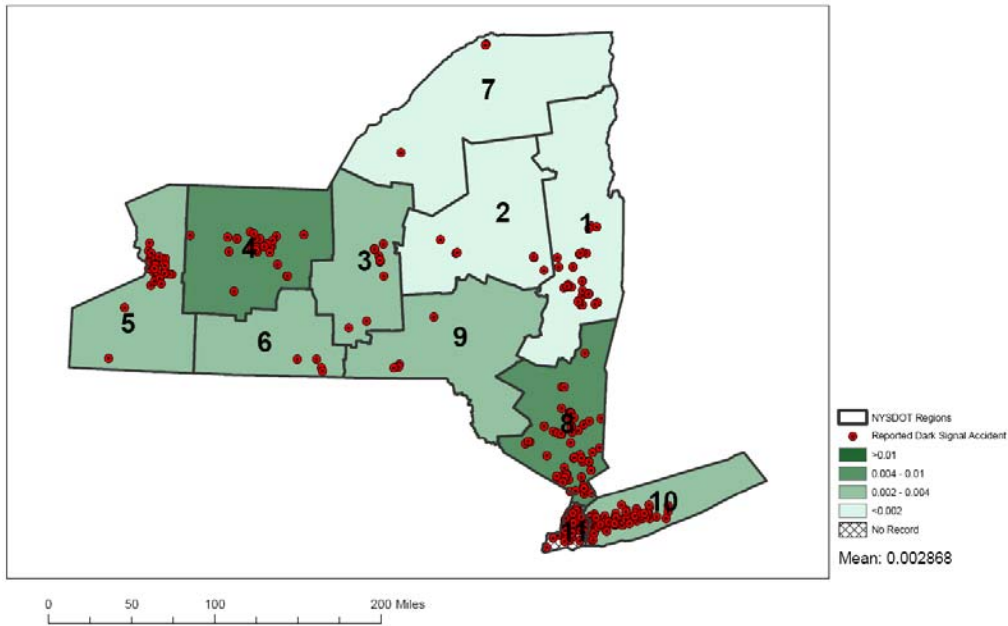 7
2
1
4
3
5
6
9
8
10
11
NYSDOT Regions
Reported Dark Signal Accident
>0.01
0.004 - 0.01
0.002 - 0.004
<0.002
No Record
Mean: 0.002868
0 50 100 200 Miles